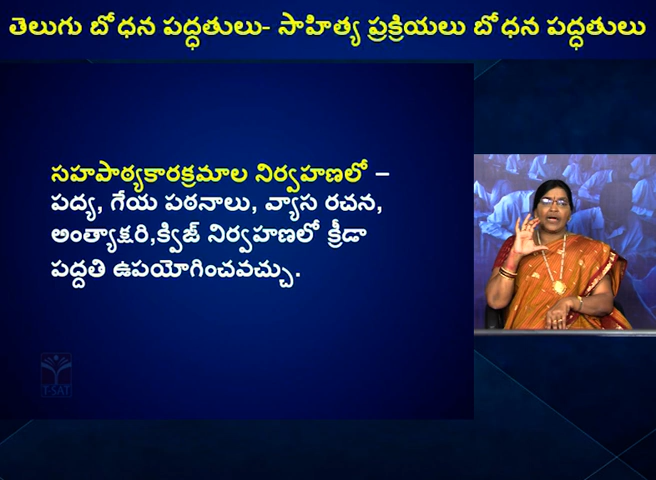 తెలుగు బోధన పద్ధతులు- సాహిత్య ప్రక్రియలు బోధన పద్ధతులు
సహపాఠ్యకారక్రమాల నిర్వహణలో –
పద్య, గేయ పఠనాలు, వ్యాస రచన,
అంత్యాక్షరి,క్విజ్ నిర్వహణలో క్రీడా
పద్దతి ఉపయోగించవచ్చు.
T-SAT